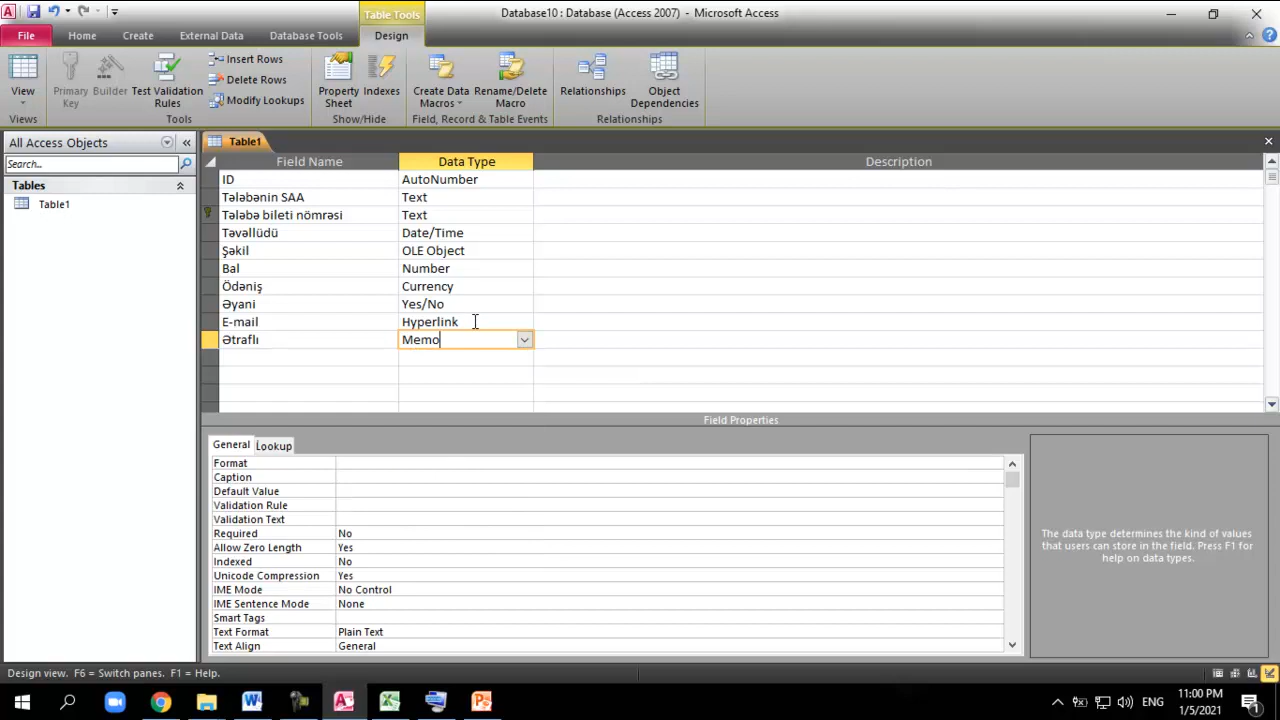 Table Tools
Database10 : Database (Access 2007) - Microsoft Access
File Home Create External Data Database Tools Design
View
Primary Key
Builder
Test Validation Rules
Insert Rows
Delete Rows
Modify Lookups
Property Sheet
Indexes
Create Data Macros
Rename/Delete Macro
Relationships
Object Dependencies
Views Tools Show/Hide Field, Record & Table Events Relationships
All Access Objects
Search...
Tables
Table1
Table1
Field Name Data Type Description
ID AutoNumber
Tələbənin SAA Text
Tələbə bileti nömrəsi Text
Təvəllüdü Date/Time
Şəkil OLE Object
Bal Number
Ödəniş Currency
Əyani Yes/No
E-mail Hyperlink
Ətraflı Memo
Field Properties
General Lookup
Format
Caption
Default Value
Validation Rule
Validation Text
Required No
Allow Zero Length Yes
Indexed No
Unicode Compression Yes
IME Mode No Control
IME Sentence Mode None
Smart Tags
Text Format Plain Text
Text Align General
The data type determines the kind of values
that users can store in the field. Press F1 for
help on data types.
Design view. F6 = Switch panes. F1 = Help.
ENG
11:00 PM
1/5/2021
1